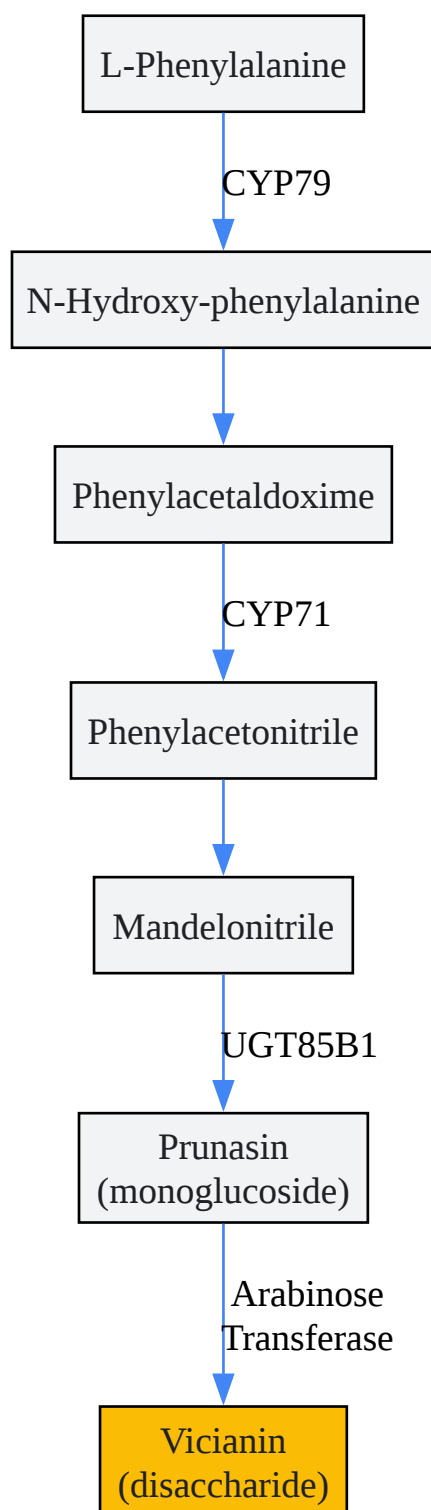 L-Phenylalanine
CYP79
N-Hydroxy-phenylalanine
Phenylacetaldoxime
CYP71
Phenylacetonitrile
Mandelonitrile
UGT85B1
Prunasin
(monoglucoside)
Arabinose
Transferase
Vicianin
(disaccharide)